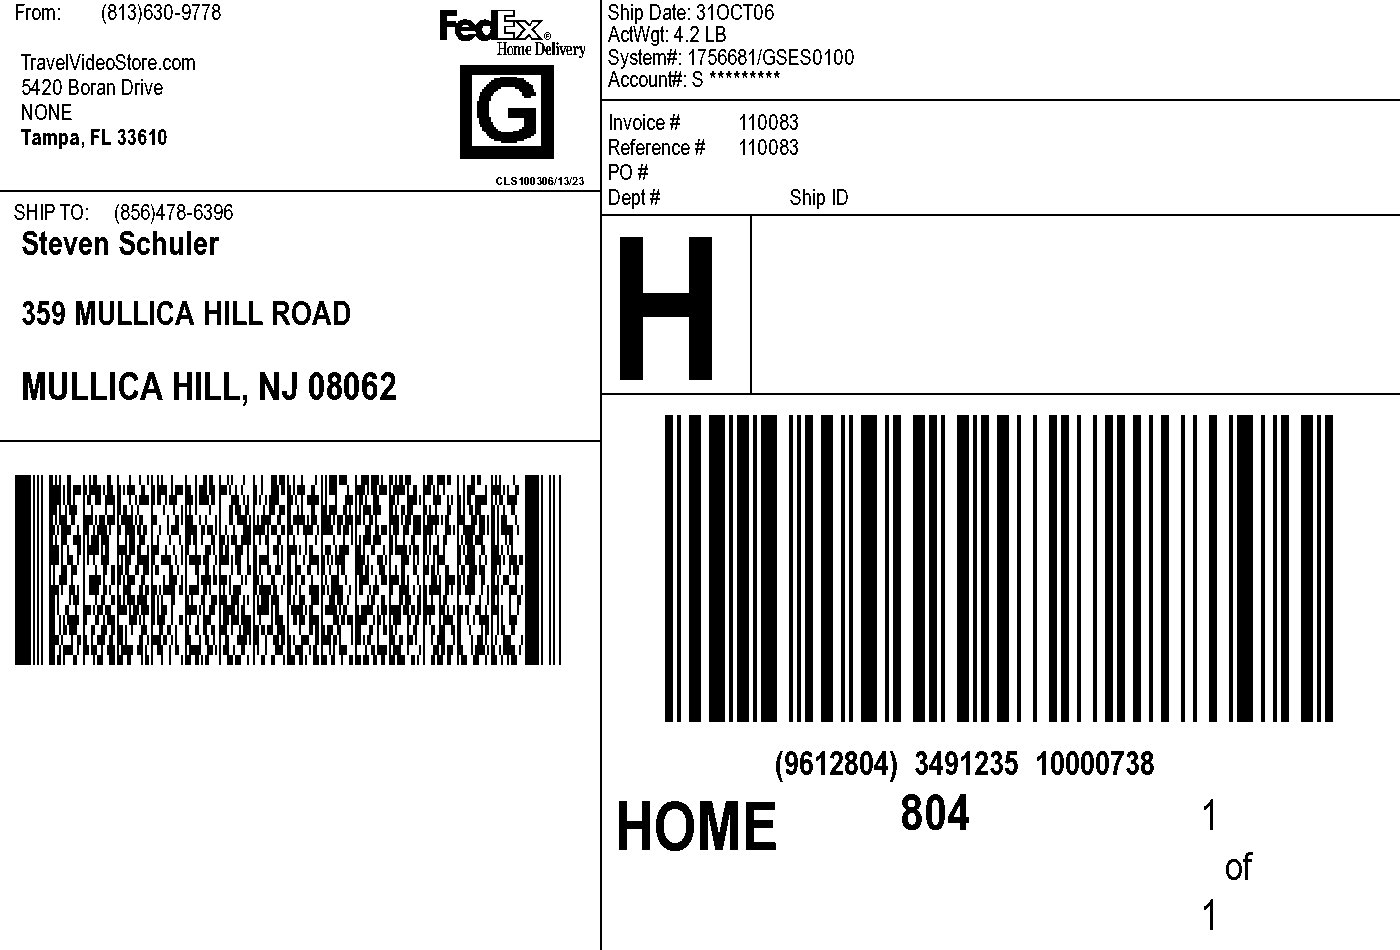 From: (813)630-9778
TravelVideoStore.com
5420 Boran Drive
NONE
Tampa, FL 33610
FedEx®
Home Delivery
G
CLS100306/13/23
SHIP TO: (856)478-6396
Steven Schuler
359 MULLICA HILL ROAD
MULLICA HILL, NJ 08062
Ship Date: 31OCT06
ActWgt: 4.2 LB
System#: 1756681/GSES0100
Account#: S *********
Invoice # 110083
Reference # 110083
PO #
Dept # Ship ID
H
(9612804) 3491235 10000738
HOME 804 1
of
1